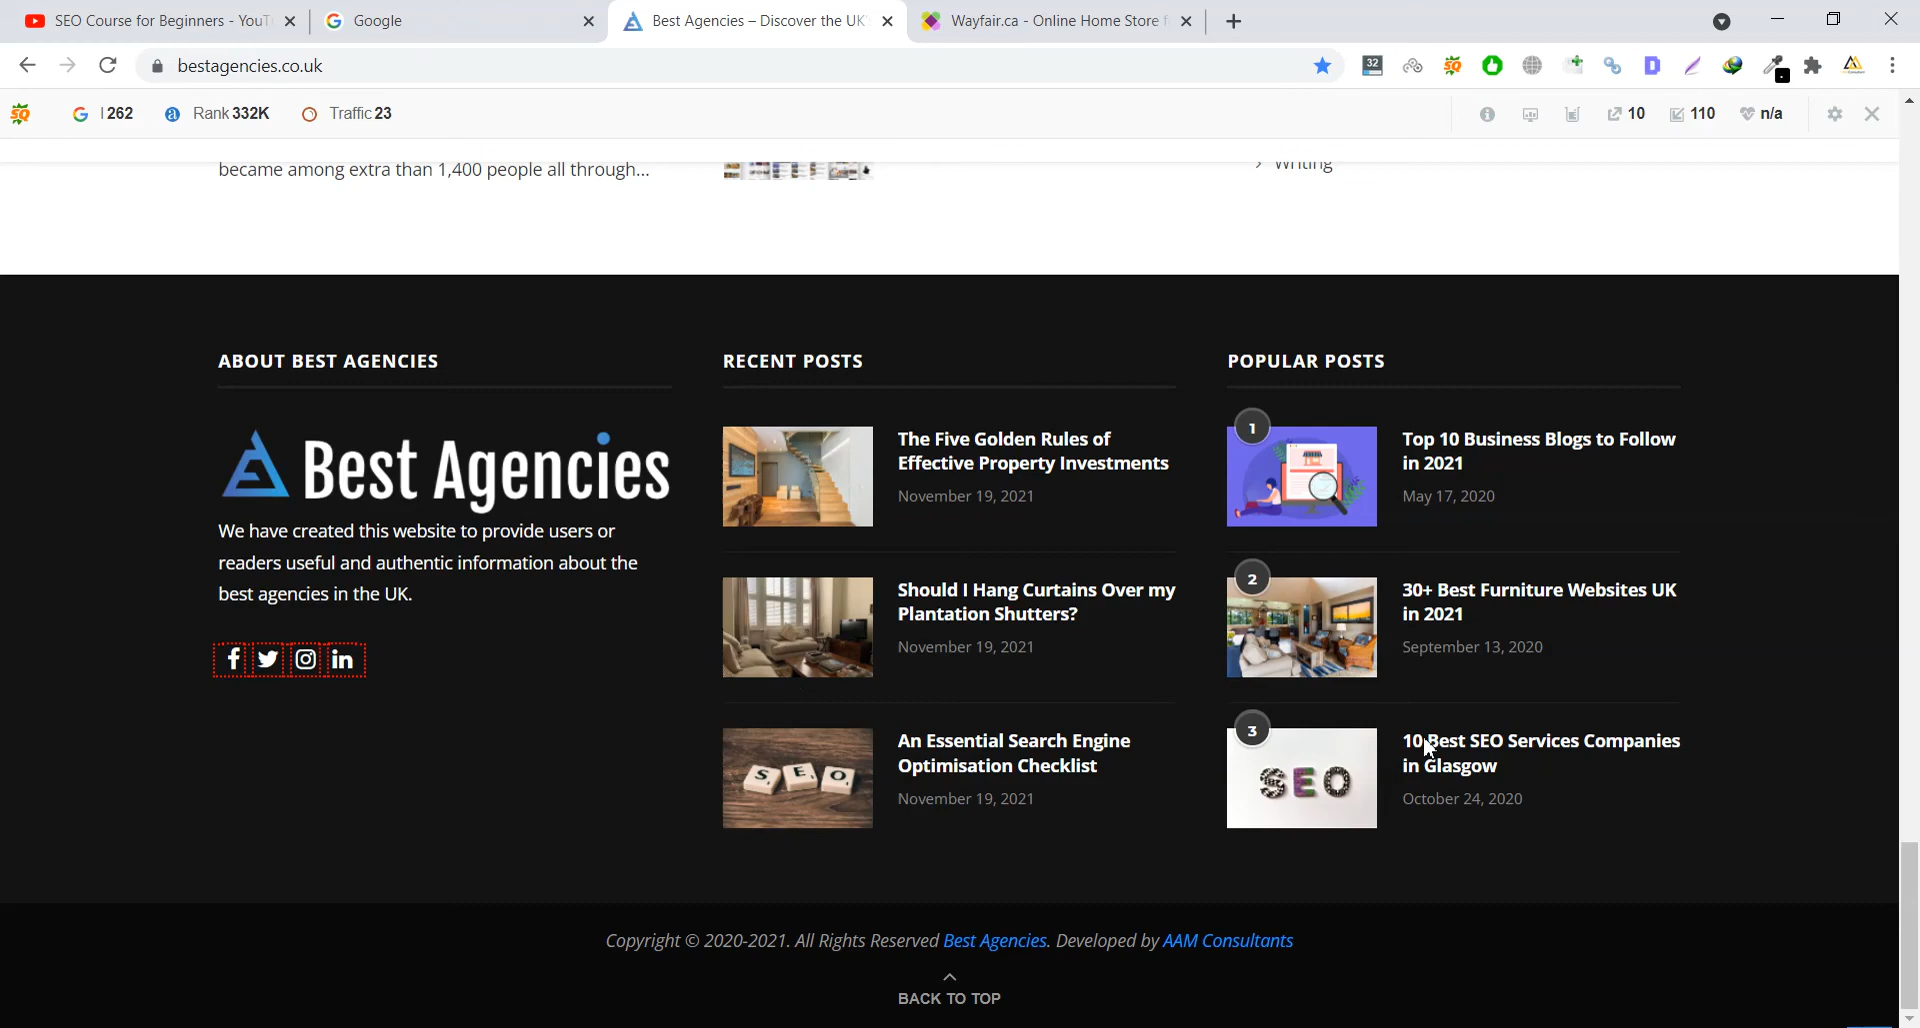 SEO Course for Beginners - YouT
Google
Best Agencies – Discover the UK
Wayfair.ca - Online Home Store f
bestagencies.co.uk
32
SQ
I 262
Rank 332K
Traffic 23
10
110
n/a
became among extra than 1,400 people all through...
> Writing
ABOUT BEST AGENCIES
Best Agencies
We have created this website to provide users or
readers useful and authentic information about the
best agencies in the UK.
RECENT POSTS
The Five Golden Rules of
Effective Property Investments
November 19, 2021
Should I Hang Curtains Over my
Plantation Shutters?
November 19, 2021
SEO
An Essential Search Engine
Optimisation Checklist
November 19, 2021
POPULAR POSTS
1
Top 10 Business Blogs to Follow
in 2021
May 17, 2020
2
30+ Best Furniture Websites UK
in 2021
September 13, 2020
3
SEO
10 Best SEO Services Companies
in Glasgow
October 24, 2020
Copyright © 2020-2021. All Rights Reserved Best Agencies. Developed by AAM Consultants
BACK TO TOP